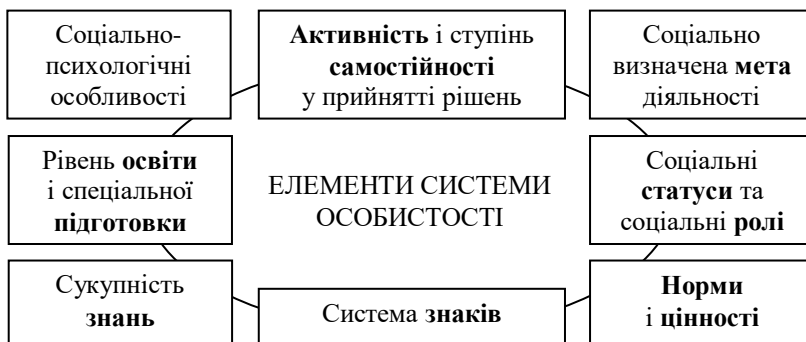 Соціально-
психологічні
особливості
Активність і ступінь
самостійності
у прийнятті рішень
Соціально
визначена мета
діяльності
Рівень освіти
і спеціальної
підготовки
ЕЛЕМЕНТИ СИСТЕМИ
ОСОБИСТОСТІ
Соціальні
статуси та
соціальні ролі
Сукупність
знань
Система знаків
Норми
і цінності